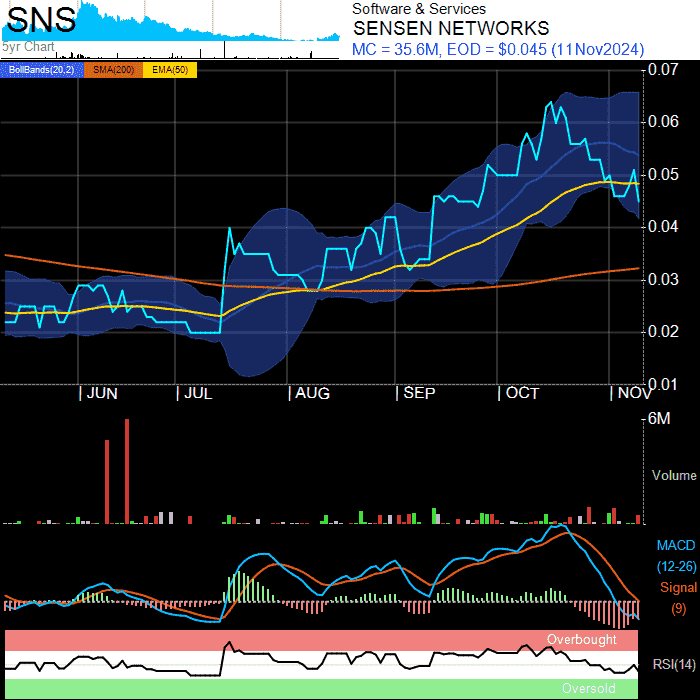 SNS
Software & Services
SENSEN NETWORKS
5yr Chart
MC = 35.6M, EOD = $0.045 (11Nov2024)
BollBands(20,2) SMA(200) EMA(50)
0.07
0.06
0.05
0.04
0.03
0.02
0.01
JUN JUL AUG SEP OCT NOV
6M
Volume
MACD
(12-26)
Signal
(9)
Overbought
RSI(14)
Oversold